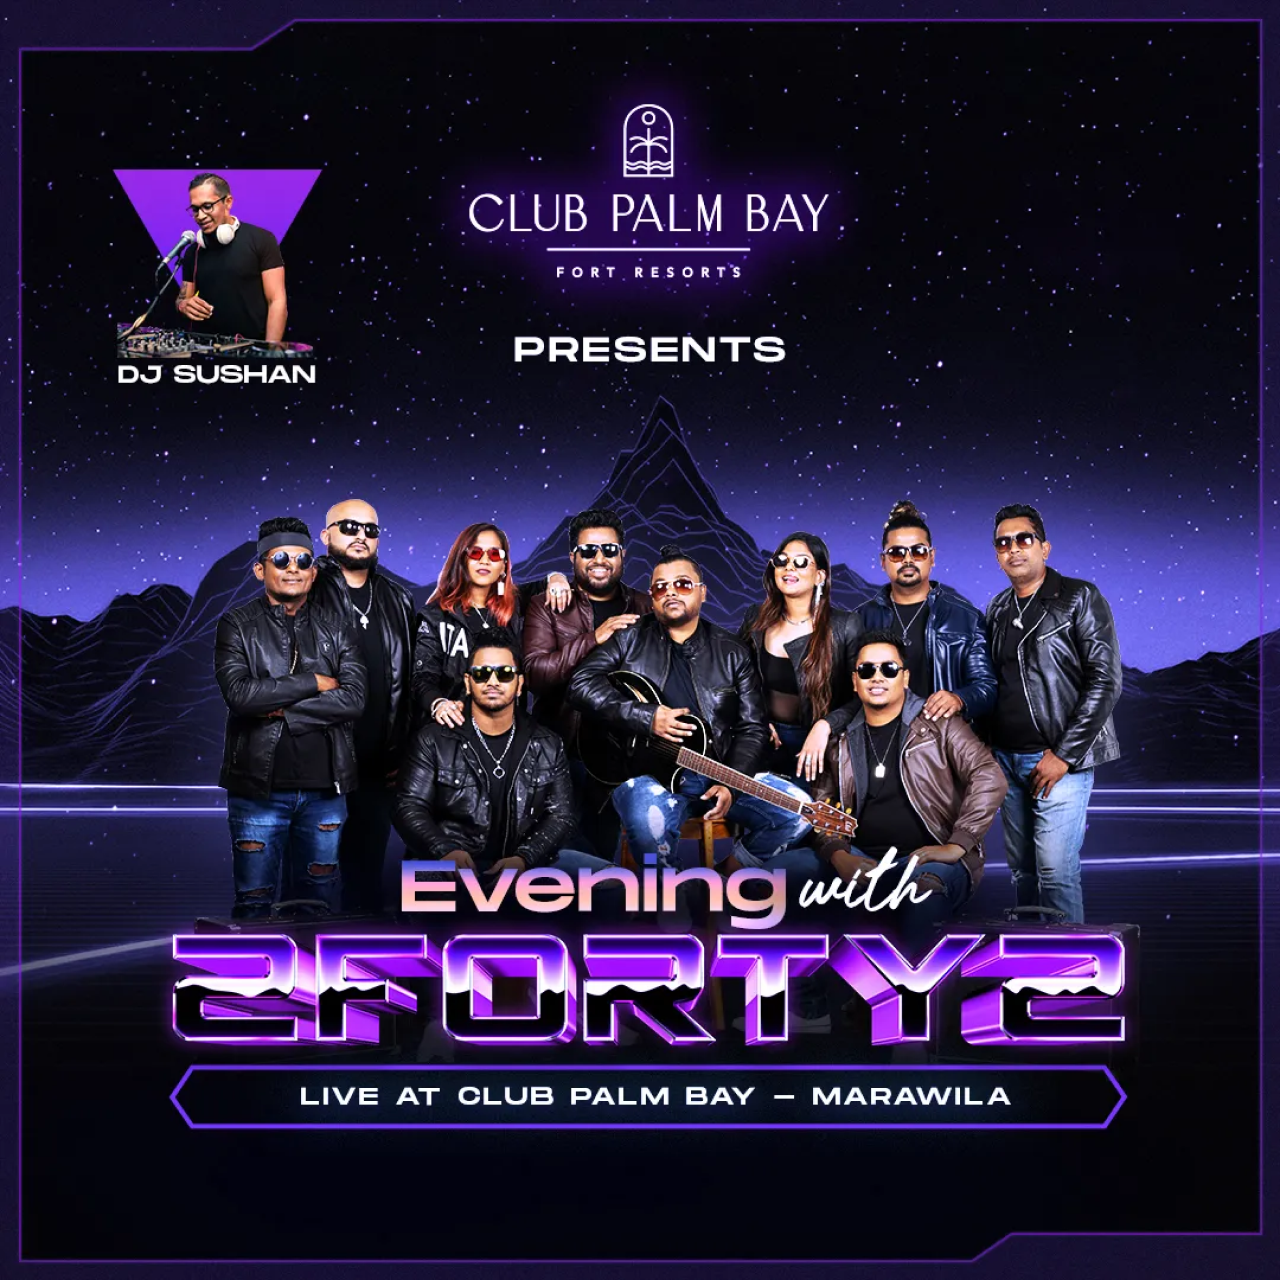 CLUB PALM BAY
FORT RESORTS
PRESENTS
DJ SUSHAN
Evening with
2FORTY2
LIVE AT CLUB PALM BAY – MARAWILA